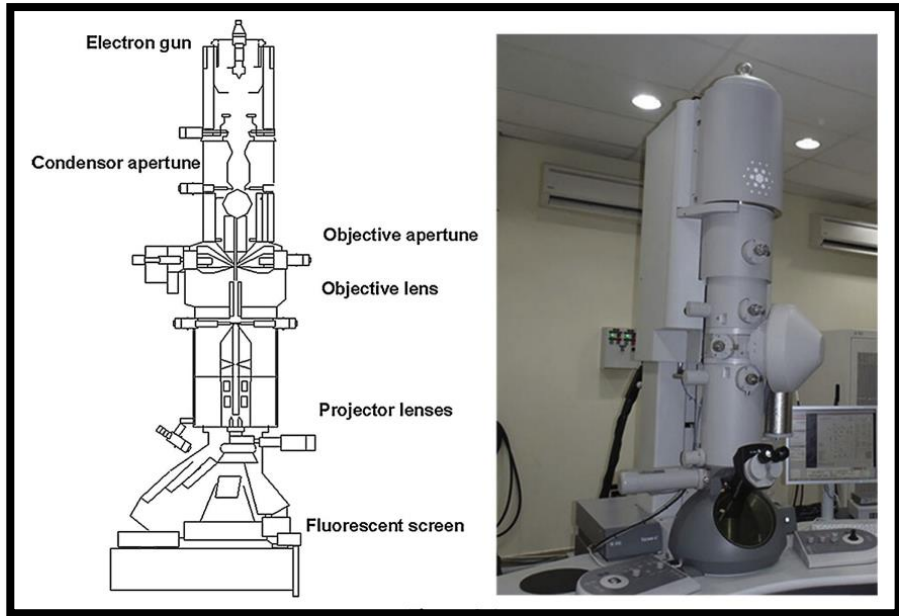 Electron gun
Condensor apertune
Objective apertune
Objective lens
Projector lenses
Fluorescent screen